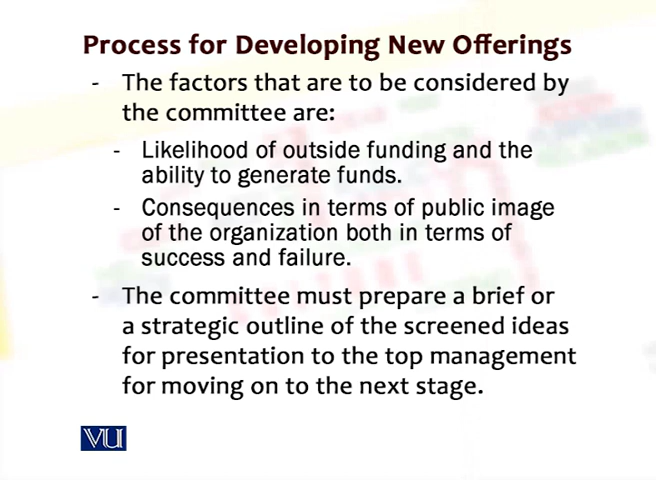 Process for Developing New Offerings
- The factors that are to be considered by
the committee are:
- Likelihood of outside funding and the
ability to generate funds.
- Consequences in terms of public image
of the organization both in terms of
success and failure.
- The committee must prepare a brief or
a strategic outline of the screened ideas
for presentation to the top management
for moving on to the next stage.
VU